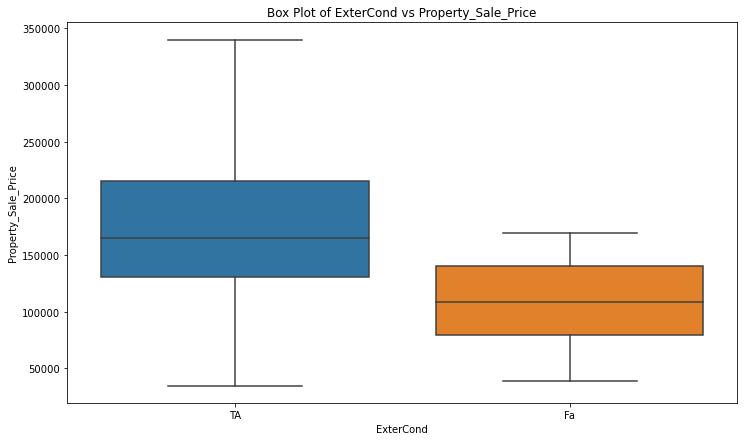 Box Plot of ExterCond vs Property_Sale_Price
350000
300000
250000
200000
150000
100000
50000
Property_Sale_Price
TA
Fa
ExterCond